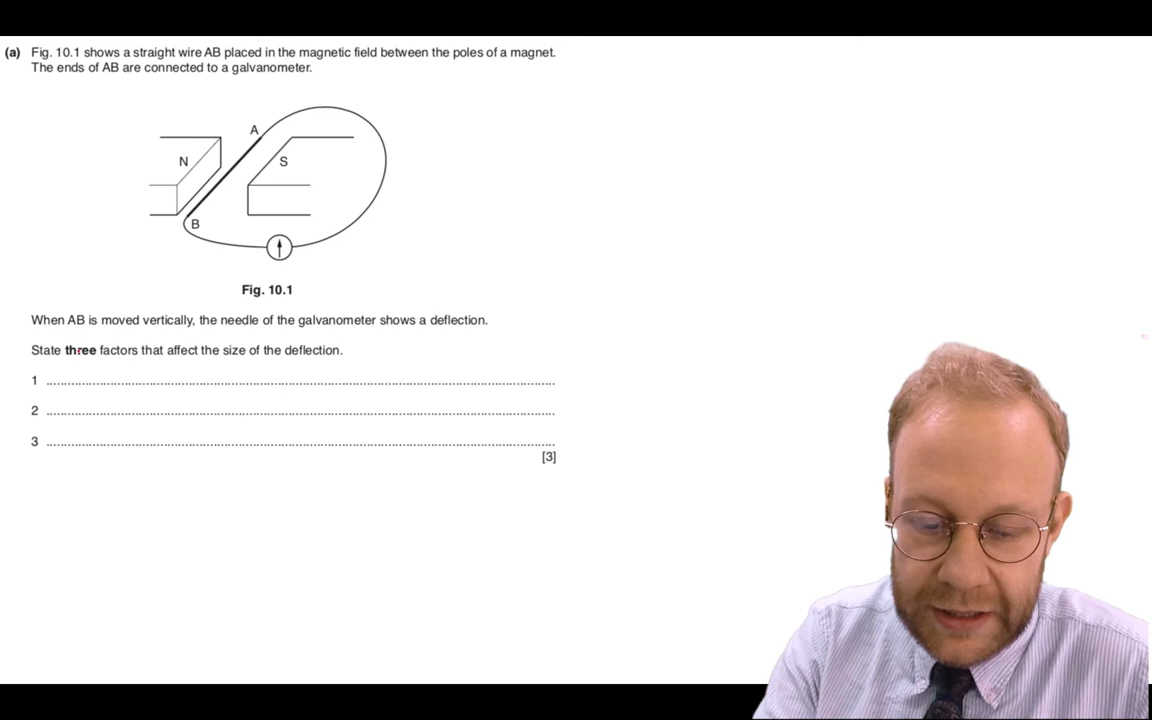 (a) Fig. 10.1 shows a straight wire AB placed in the magnetic field between the poles of a magnet.
The ends of AB are connected to a galvanometer.
A
N
S
B
Fig. 10.1
When AB is moved vertically, the needle of the galvanometer shows a deflection.
State three factors that affect the size of the deflection.
1 ..........................................................................................
2 ..........................................................................................
3 ..........................................................................................
[3]